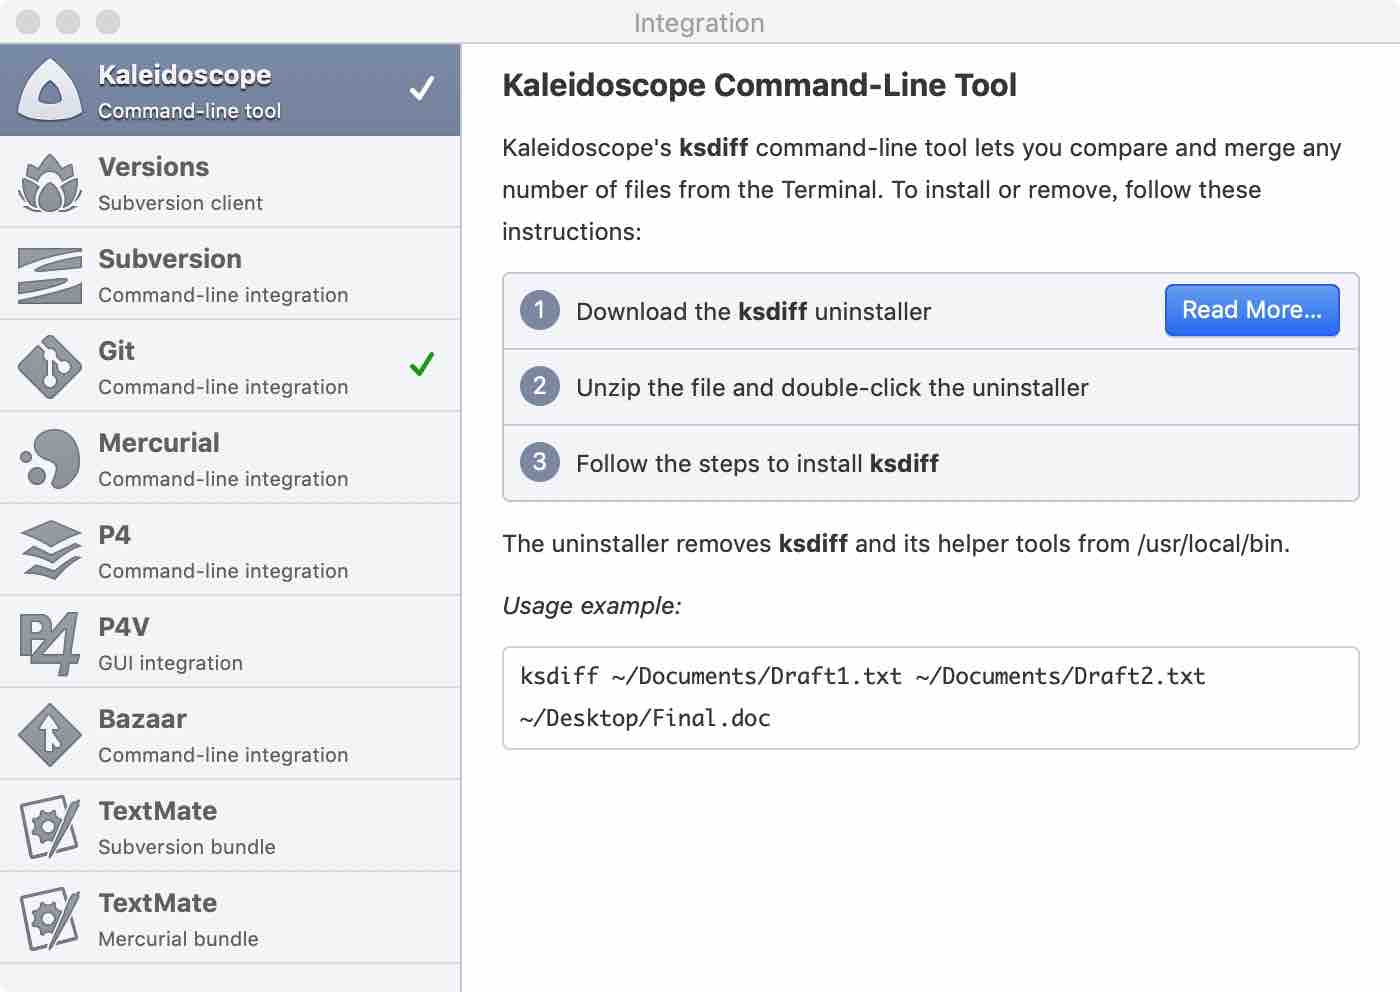 Integration
Kaleidoscope
Command-line tool
Versions
Subversion client
Subversion
Command-line integration
Git
Command-line integration
Mercurial
Command-line integration
P4
Command-line integration
P4V
GUI integration
Bazaar
Command-line integration
TextMate
Subversion bundle
TextMate
Mercurial bundle
Kaleidoscope Command-Line Tool
Kaleidoscope's ksdiff command-line tool lets you compare and merge any
number of files from the Terminal. To install or remove, follow these
instructions:
1 Download the ksdiff uninstaller Read More...
2 Unzip the file and double-click the uninstaller
3 Follow the steps to install ksdiff
The uninstaller removes ksdiff and its helper tools from /usr/local/bin.
Usage example:
ksdiff ~/Documents/Draft1.txt ~/Documents/Draft2.txt
~/Desktop/Final.doc